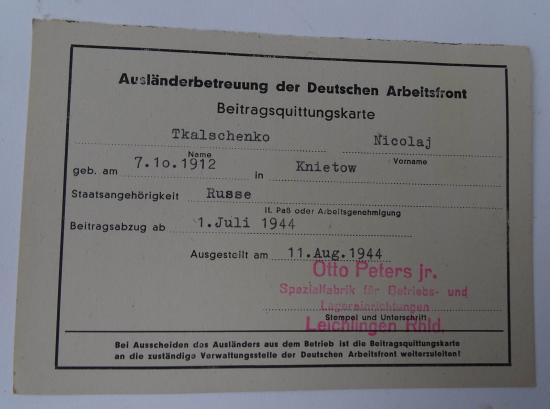 Ausländerbetreuung der Deutschen Arbeitsfront
Beitragsquittungskarte
Tkalschenko Nicolaj
Name Vorname
geb. am 7.1o.1912 in Knietow
Staatsangehörigkeit Russe
lt. Paß oder Arbeitsgenehmigung
Beitragsabzug ab 1.Juli 1944
Ausgestellt am 11.Aug.1944
Otto Peters jr.
Spezialfabrik für Betriebs- und
Lagereinrichtungen
Stempel und Unterschrift
Leichlingen Rhld.
Bei Ausscheiden des Ausländers aus dem Betrieb ist die Beitragsquittungskarte
an die zuständige Verwaltungsstelle der Deutschen Arbeitsfront weiterzuleiten!